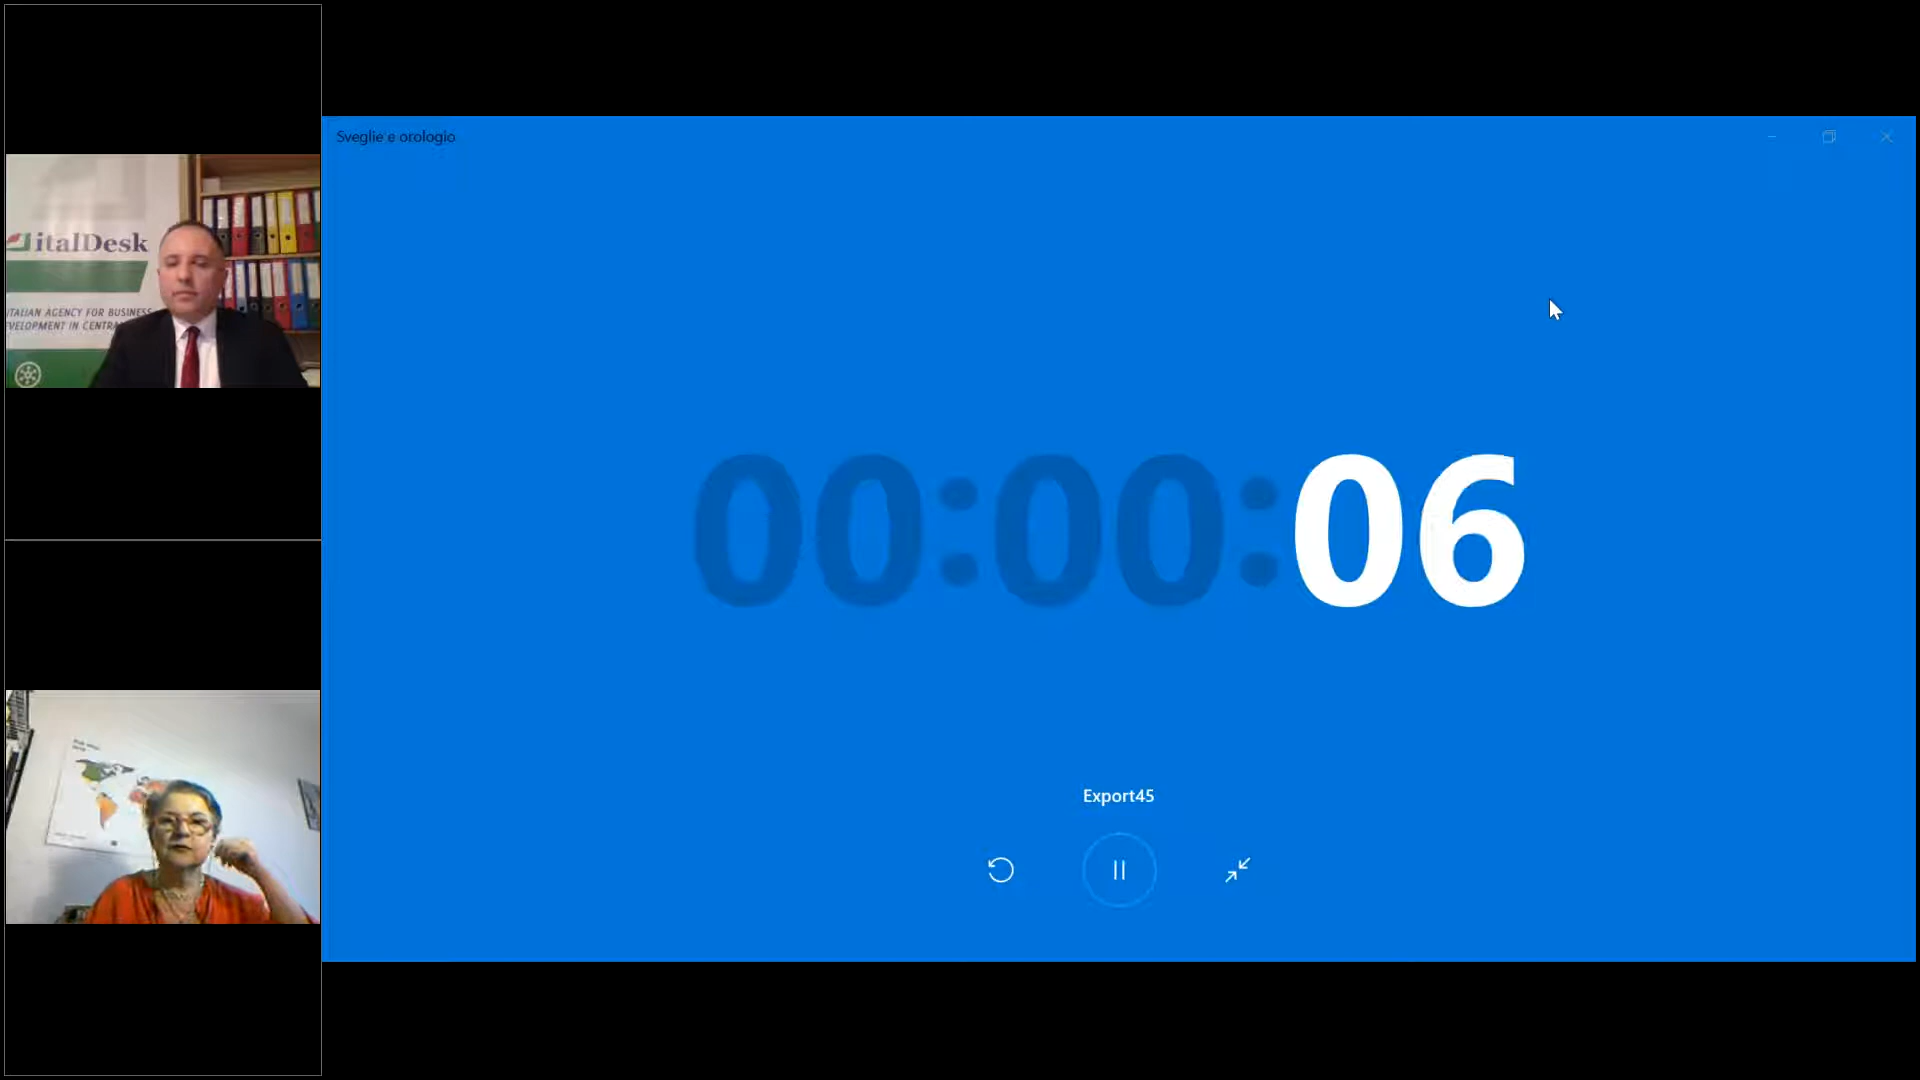 Sveglie e orologio
italDesk
ITALIAN AGENCY FOR BUSINESS
00:00:06
Export45